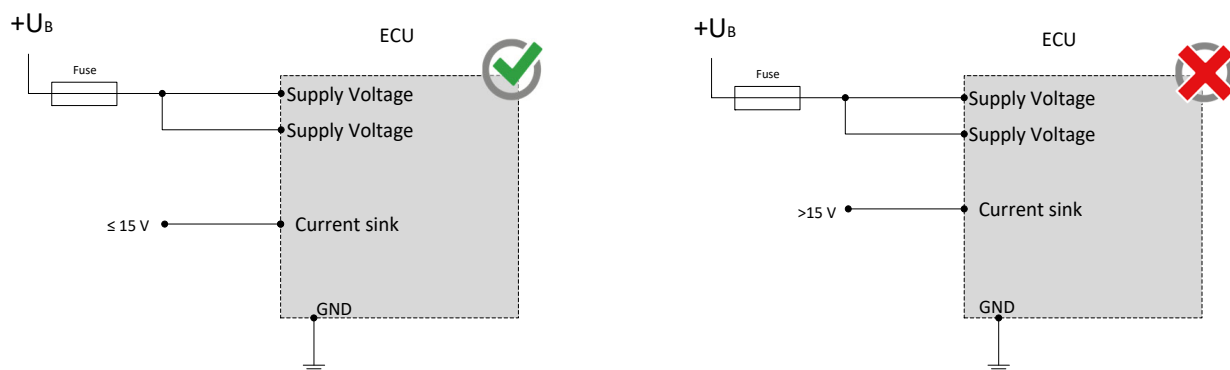 +UB
ECU
Fuse
Supply Voltage
Supply Voltage
≤ 15 V
Current sink
GND
+UB
ECU
Fuse
Supply Voltage
Supply Voltage
>15 V
Current sink
GND